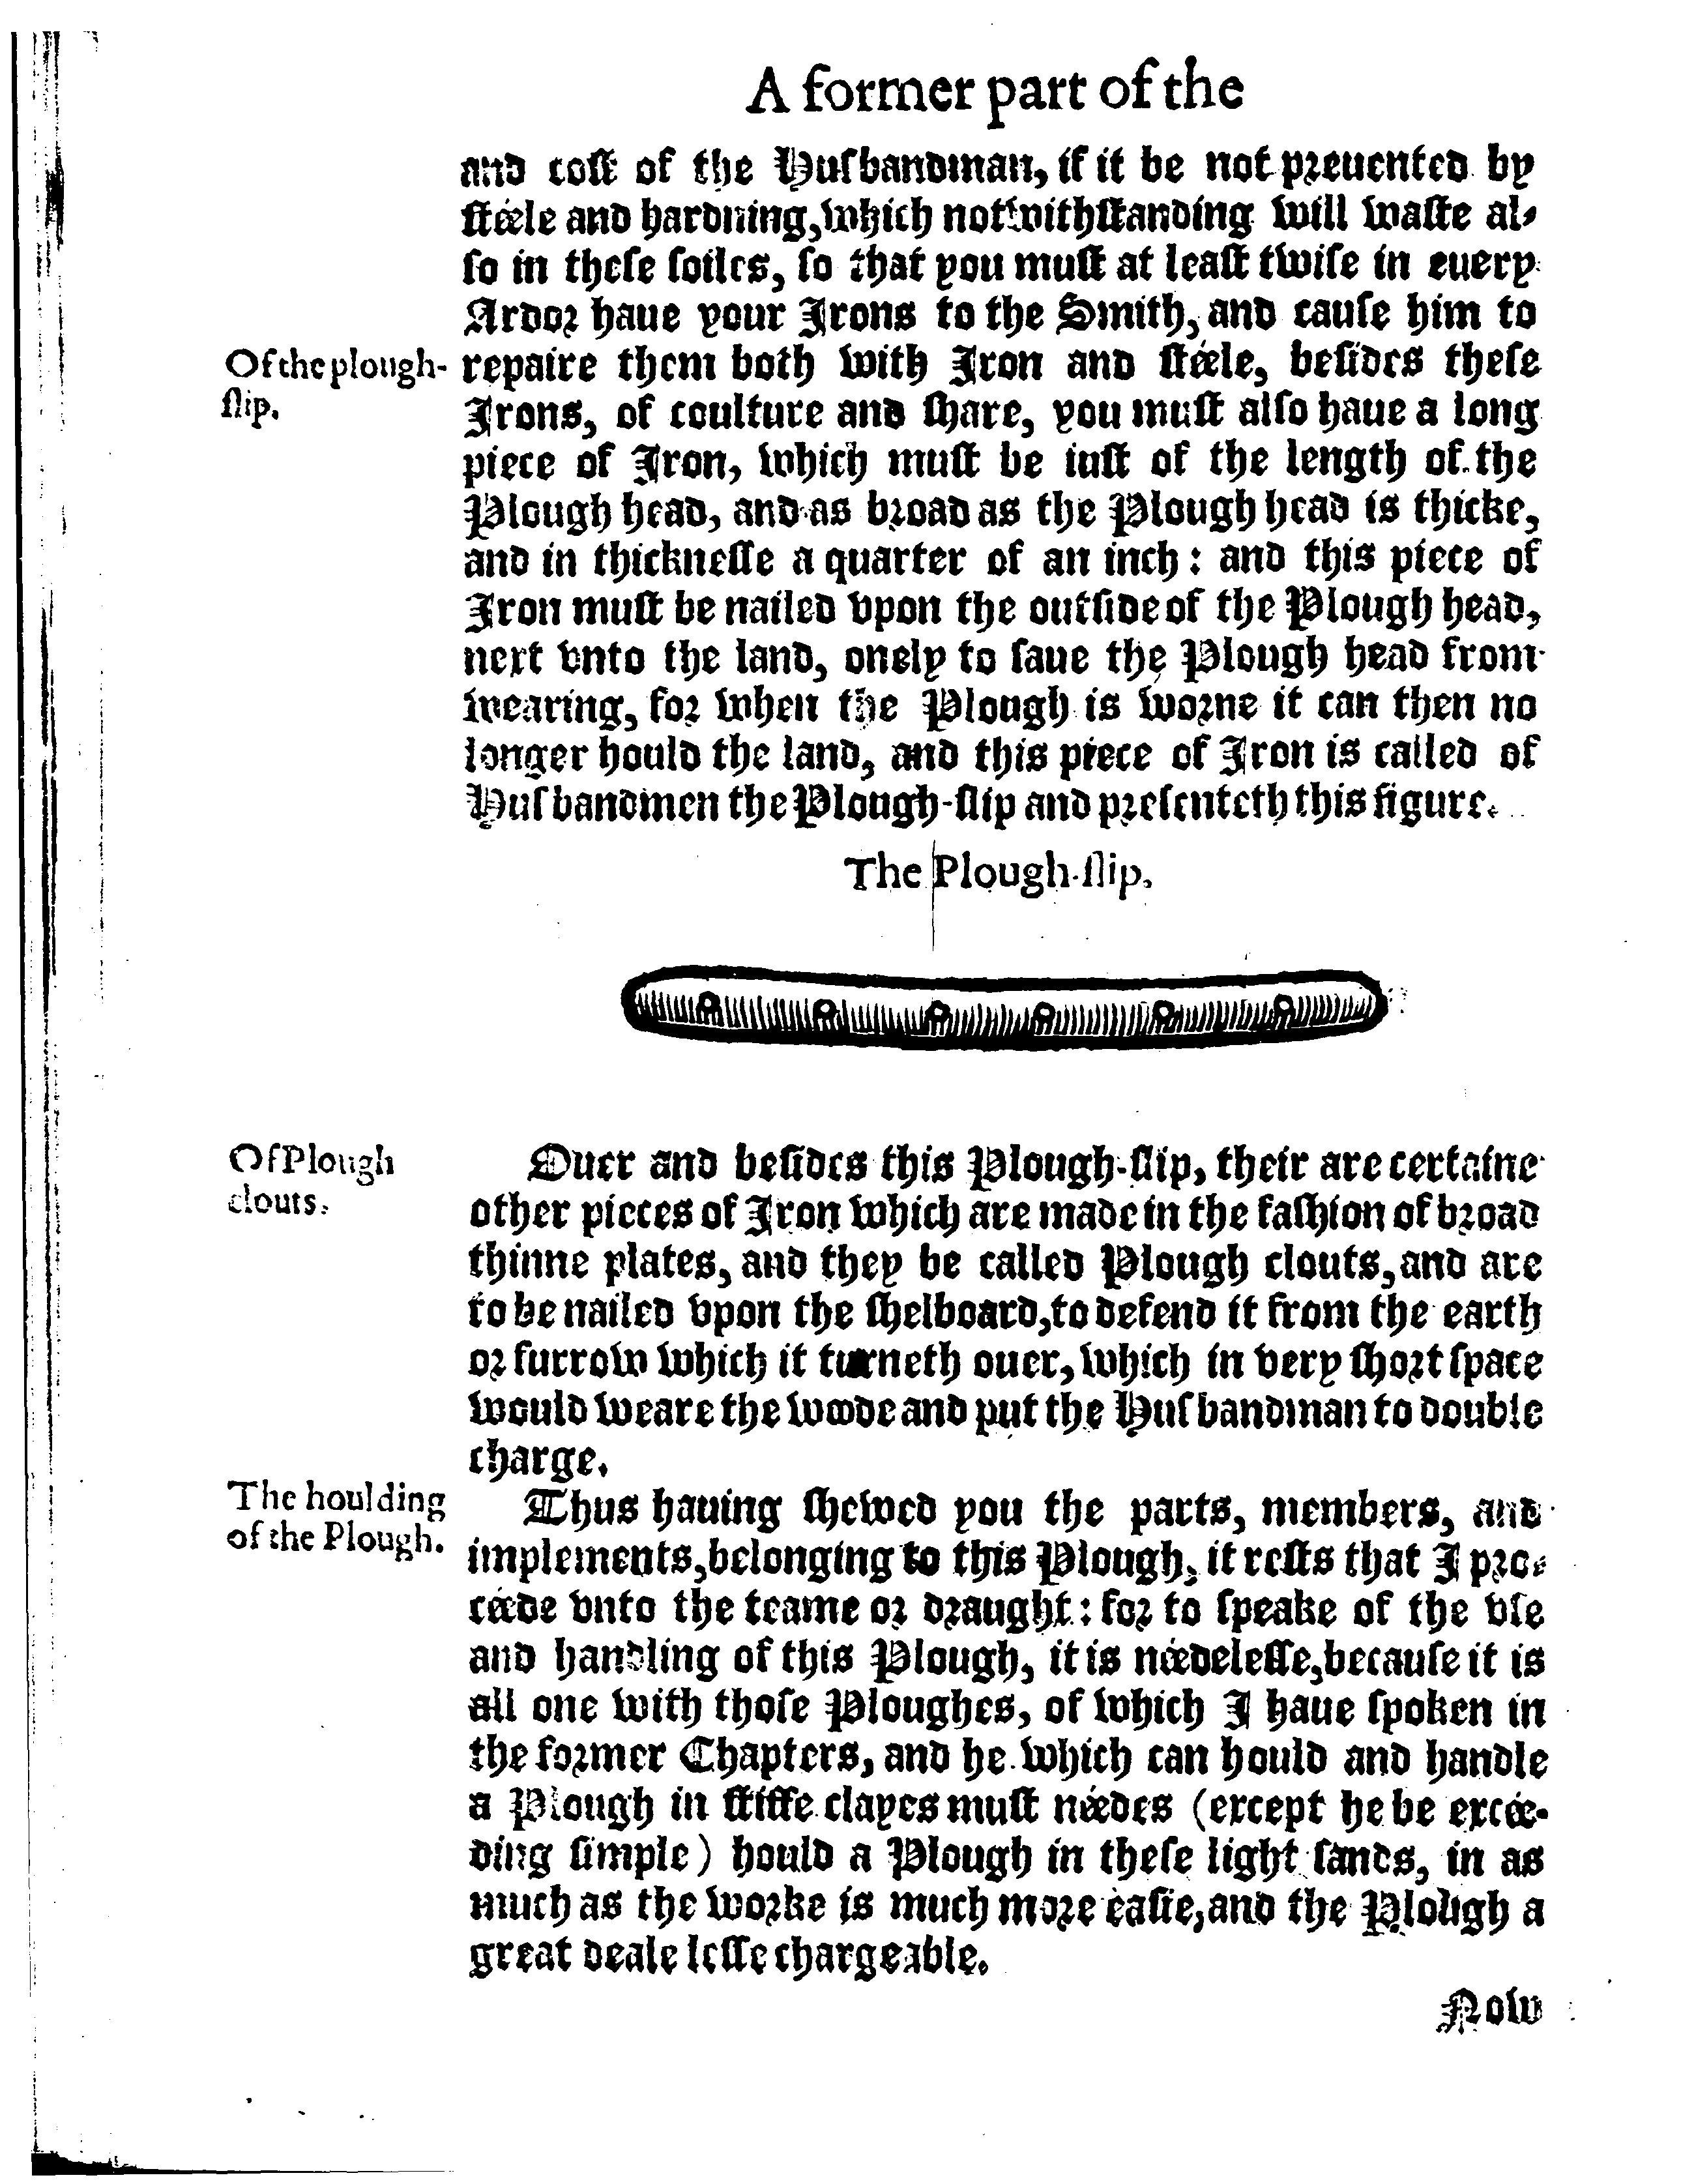 A former part of the
and cost of the Husbandman, if it be not preuented by
stéele and hardning, which notwithstanding will waste al-
so in these soiles, so that you must at least twise in euery
Ardor haue your Irons to the Smith, and cause him to
Of the plough-
slip.
repaire them both with Iron and stéele, besides these
Irons, of coulture and share, you must also haue a long
piece of Iron, which must be iust of the length of the
Plough head, and as broad as the Plough head is thicke,
and in thicknesse a quarter of an inch: and this piece of
Iron must be nailed vpon the outside of the Plough head,
next vnto the land, onely to saue the Plough head from
wearing, for when the Plough is worne it can then no
longer hould the land, and this piece of Iron is called of
Husbandmen the Plough-slip and presenteth this figure.
The Plough-slip.
Of Plough
clouts.
Ouer and besides this Plough-slip, their are certaine
other pieces of Iron which are made in the fashion of broad
thinne plates, and they be called Plough clouts, and are
to be nailed vpon the shelboard, to defend it from the earth
or furrow which it turneth ouer, which in very short space
would weare the woode and put the Husbandman to double
charge.
The houlding
of the Plough.
Thus hauing shewed you the parts, members, and
implements, belonging to this Plough, it rests that I pro-
céede vnto the teame or draught: for to speake of the vse
and handling of this Plough, it is néedelesse, because it is
all one with those Ploughes, of which I haue spoken in
the former Chapters, and he which can hould and handle
a Plough in stiffe clayes must néedes (except he be excée-
ding simple) hould a Plough in these light sands, in as
much as the worke is much more easie, and the Plough a
great deale lesse chargeable.
Now